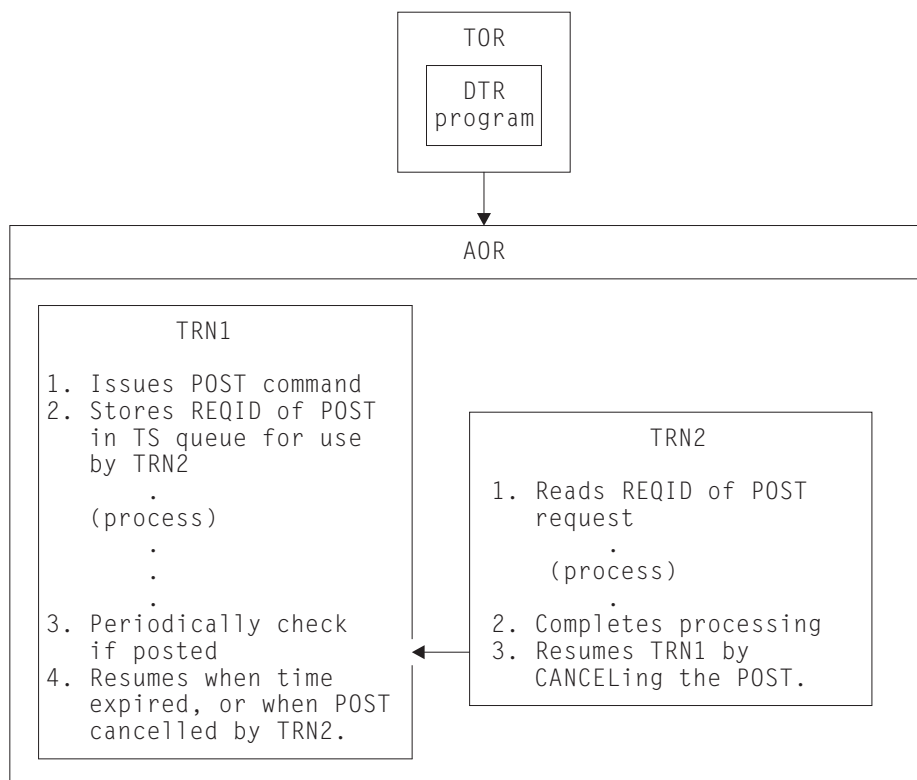 TOR
DTR
program
AOR
TRN1
1. Issues POST command
2. Stores REQID of POST
in TS queue for use
by TRN2
.
(process)
.
.
.
3. Periodically check
if posted
4. Resumes when time
expired, or when POST
cancelled by TRN2.
TRN2
1. Reads REQID of POST
request
.
(process)
.
2. Completes processing
3. Resumes TRN1 by
CANCELing the POST.